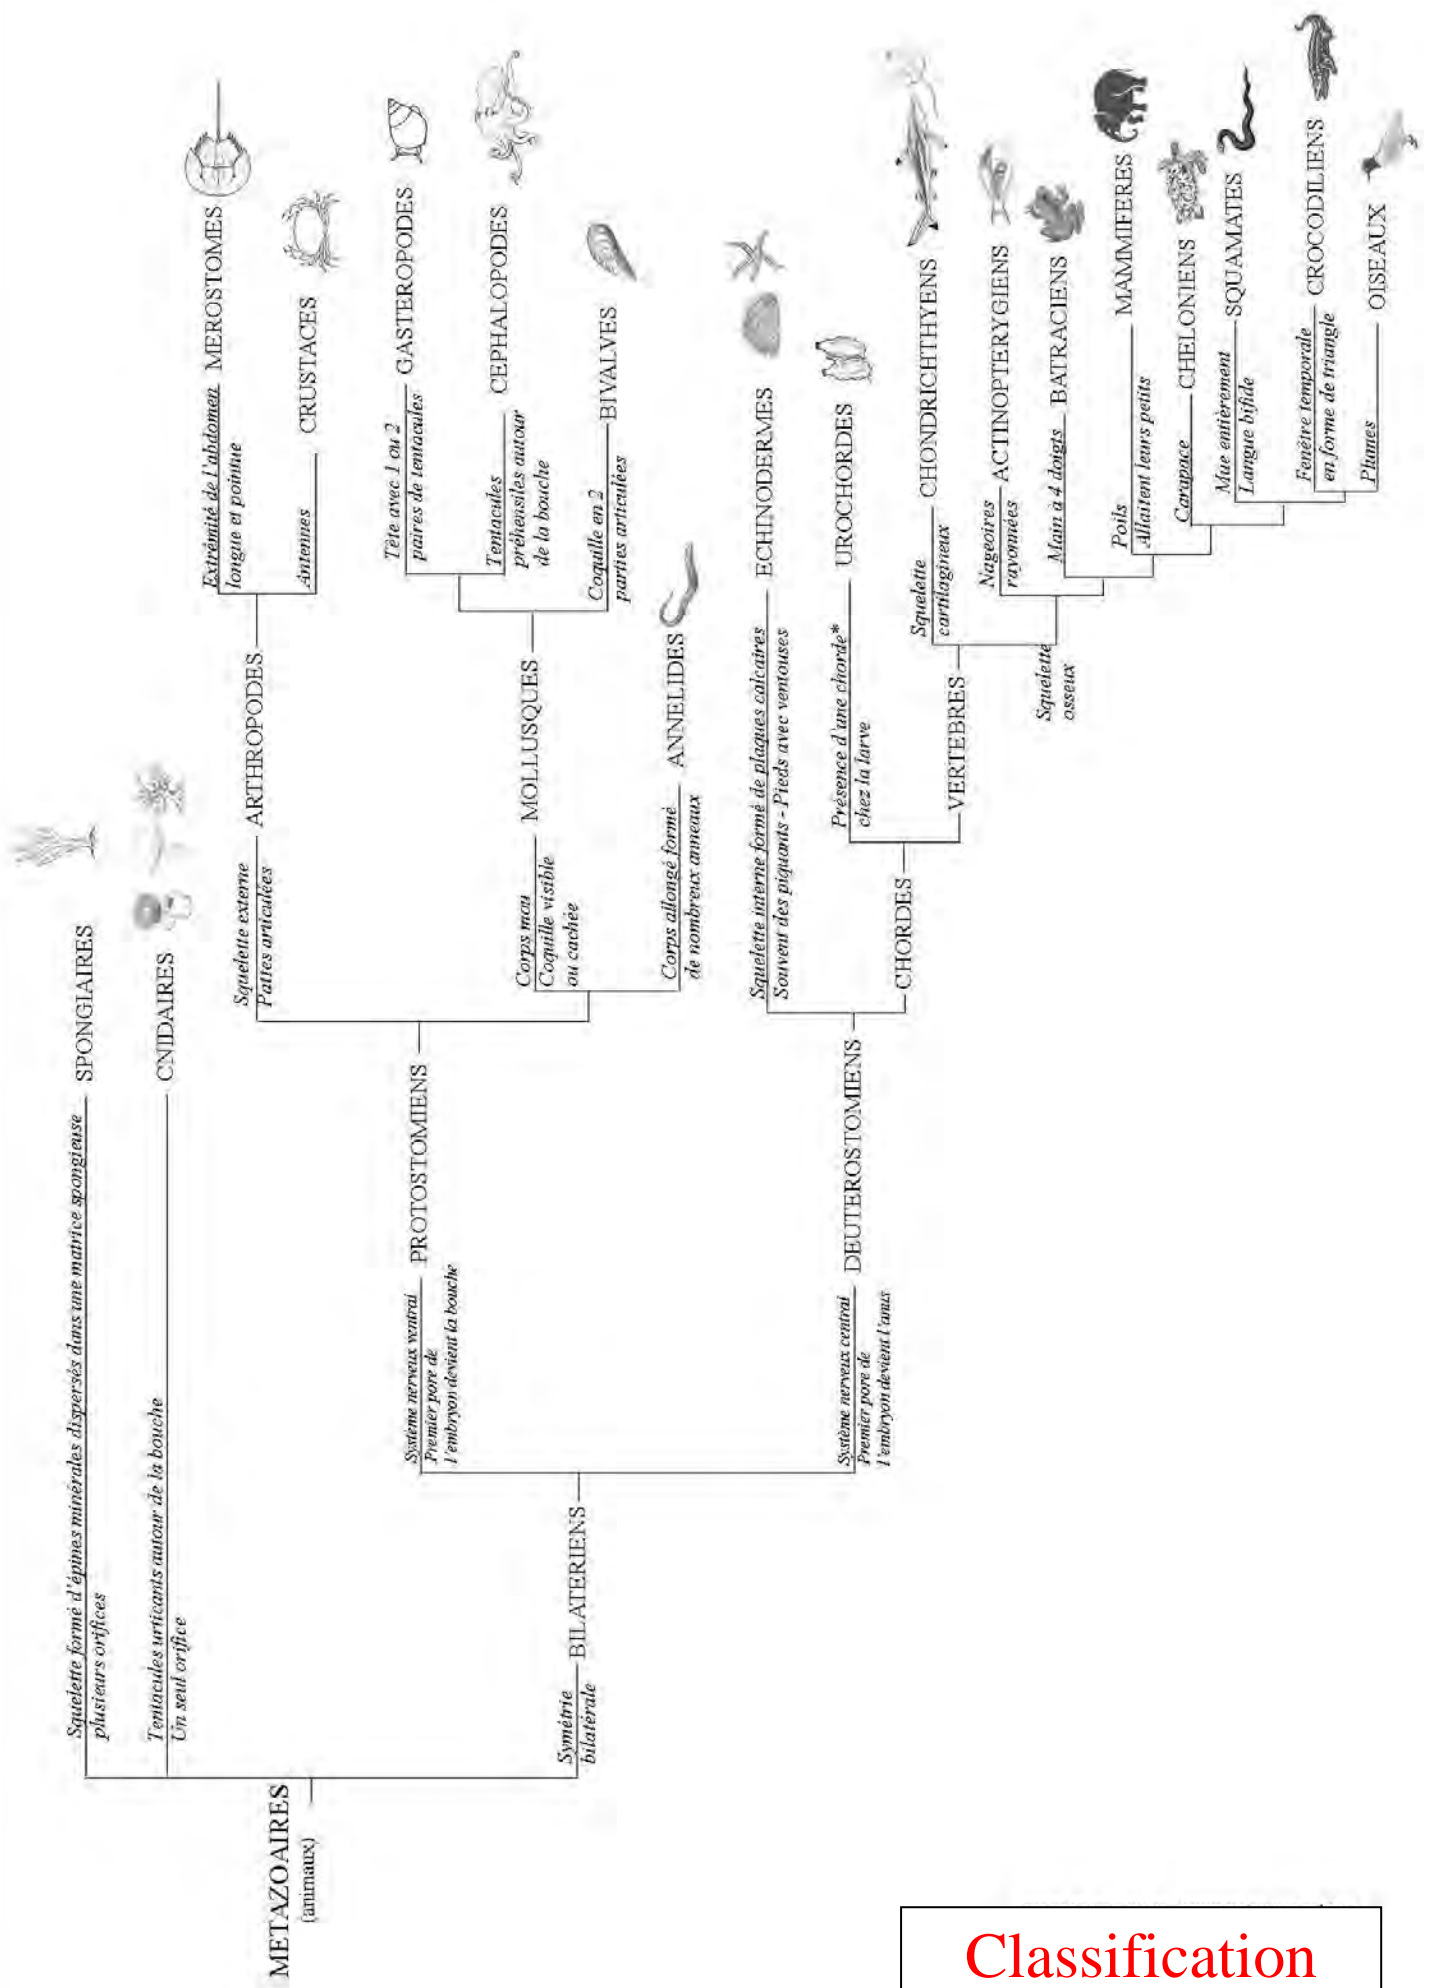 METAZOAIRES
(animaux)
Squelette formé d'épines minérales dispersés dans une matrice spongieuse
plusieurs orifices
SPONGIAIRES
Tentacules urticants autour de la bouche
Un seul orifice
CNIDAIRES
Symétrie
bilatérale
BILATERIENS
Système nerveux ventral
Premier pore de
l'embryon devient la bouche
PROTOSTOMIENS
Squelette externe
Pattes articulées
ARTHROPODES
Extrémité de l'abdomen
longue et pointue
MEROSTOMES
Antennes
CRUSTACES
Corps mou
Coquille visible
ou cachée
MOLLUSQUES
Tête avec 1 ou 2
paires de tentacules
GASTEROPODES
Tentacules
préhensiles autour
de la bouche
CEPHALOPODES
Coquille en 2
parties articulées
BIVALVES
Corps allongé formé
de nombreux anneaux
ANNELIDES
Système nerveux central
Premier pore de
l'embryon devient l'anus
DEUTEROSTOMIENS
Squelette interne formé de plaques calcaires
Souvent des piquants - Pieds avec ventouses
ECHINODERMES
CHORDES
Présence d'une chorde*
chez la larve
UROCHORDES
VERTEBRES
Squelette
cartilagineux
CHONDRICHTHYENS
Squelette
osseux
Nageoires
rayonnées
ACTINOPTERYGIENS
Main à 4 doigts
BATRACIENS
Poils
Allaitent leurs petits
MAMMIFERES
Carapace
CHELONIENS
Mue entièrement
Langue bifide
SQUAMATES
Fenêtre temporale
en forme de triangle
CROCODILIENS
Plumes
OISEAUX
Classification